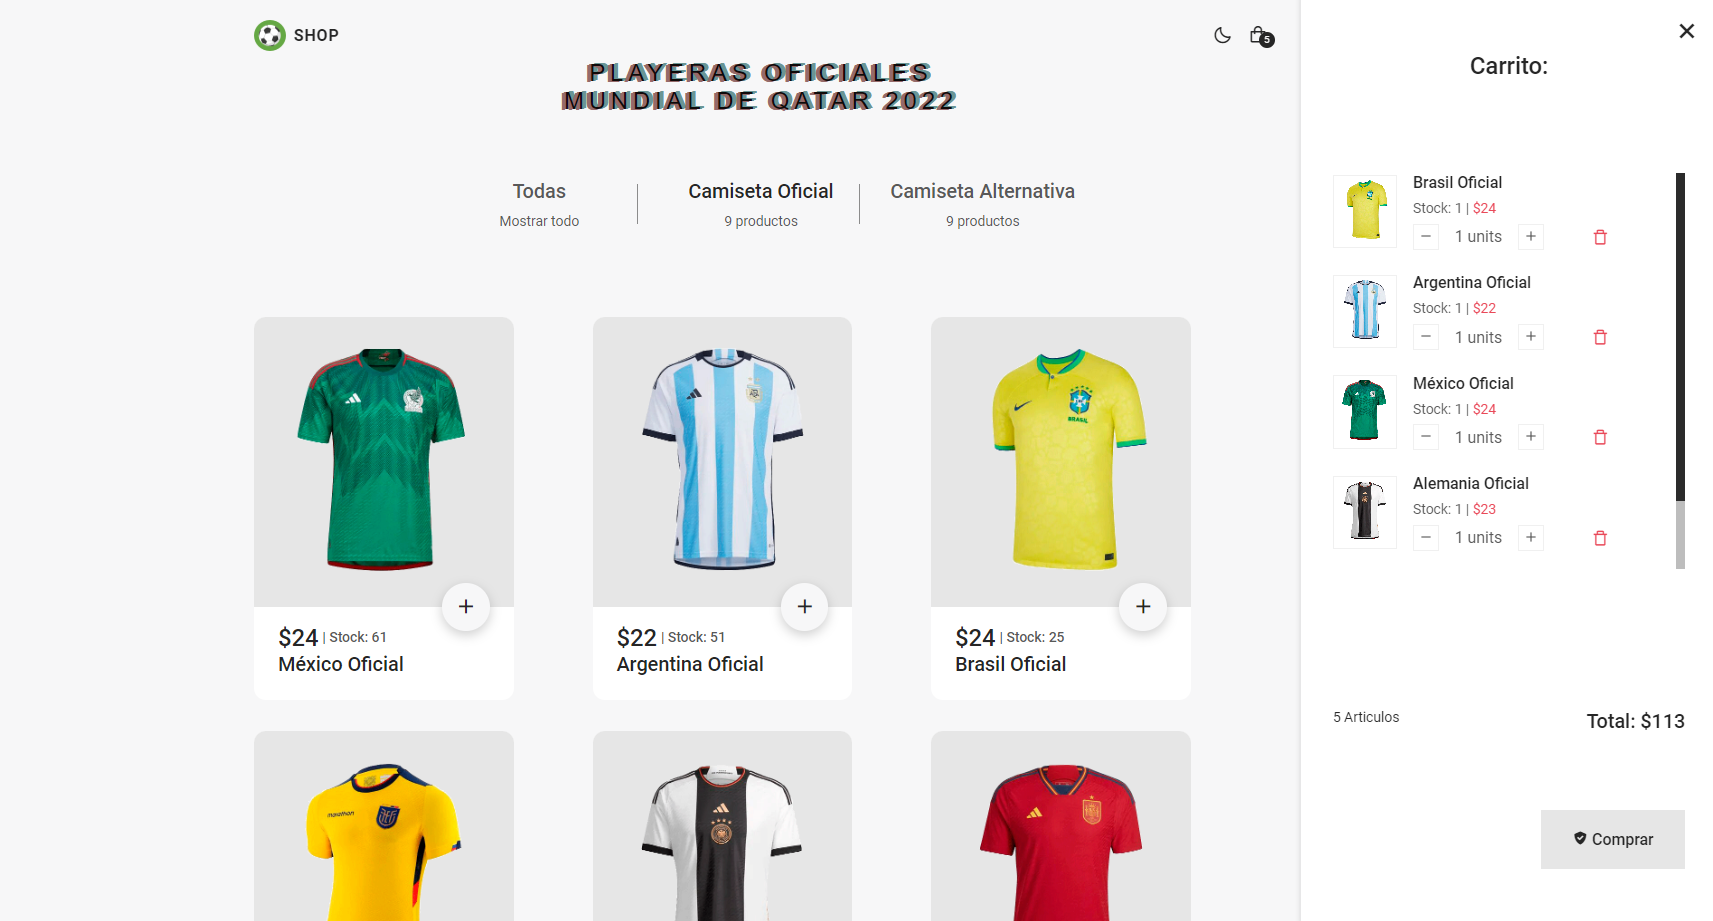 SHOP
5
PLAYERAS OFICIALES
MUNDIAL DE QATAR 2022
Todas
Mostrar todo
Camiseta Oficial
9 productos
Camiseta Alternativa
9 productos
BRASIL
$24 | Stock: 61
México Oficial
$22 | Stock: 51
Argentina Oficial
$24 | Stock: 25
Brasil Oficial
marathon
Carrito:
Brasil Oficial
Stock: 1 | $24
− 1 units +
Argentina Oficial
Stock: 1 | $22
− 1 units +
México Oficial
Stock: 1 | $24
− 1 units +
Alemania Oficial
Stock: 1 | $23
− 1 units +
5 Articulos
Total: $113
Comprar